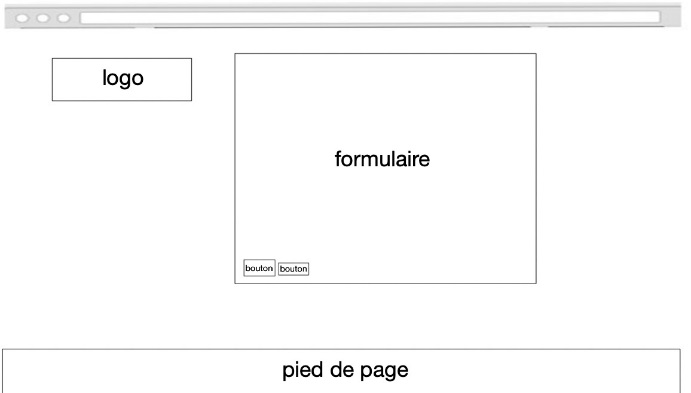 logo
formulaire
bouton bouton
pied de page